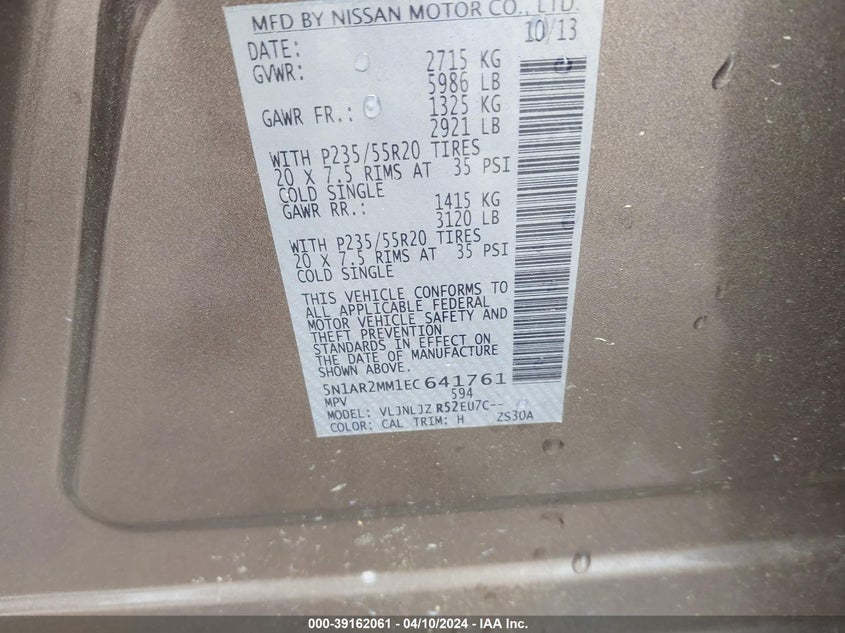 MFD BY NISSAN MOTOR CO., LTD.
DATE: 10/13
GVWR: 2715 KG
5986 LB
GAWR FR.: 1325 KG
2921 LB
WITH P235/55R20 TIRES
20 X 7.5 RIMS AT 35 PSI
COLD SINGLE
GAWR RR.: 1415 KG
3120 LB
WITH P235/55R20 TIRES
20 X 7.5 RIMS AT 35 PSI
COLD SINGLE
THIS VEHICLE CONFORMS TO
ALL APPLICABLE FEDERAL
MOTOR VEHICLE SAFETY AND
THEFT PREVENTION
STANDARDS IN EFFECT ON
THE DATE OF MANUFACTURE
SHOWN ABOVE.
5N1AR2MM1EC641761
MPV 594
MODEL: VLJNLJZ R52EU7C--
COLOR: CAL TRIM: H ZS30A
000-39162061 - 04/10/2024 - IAA Inc.